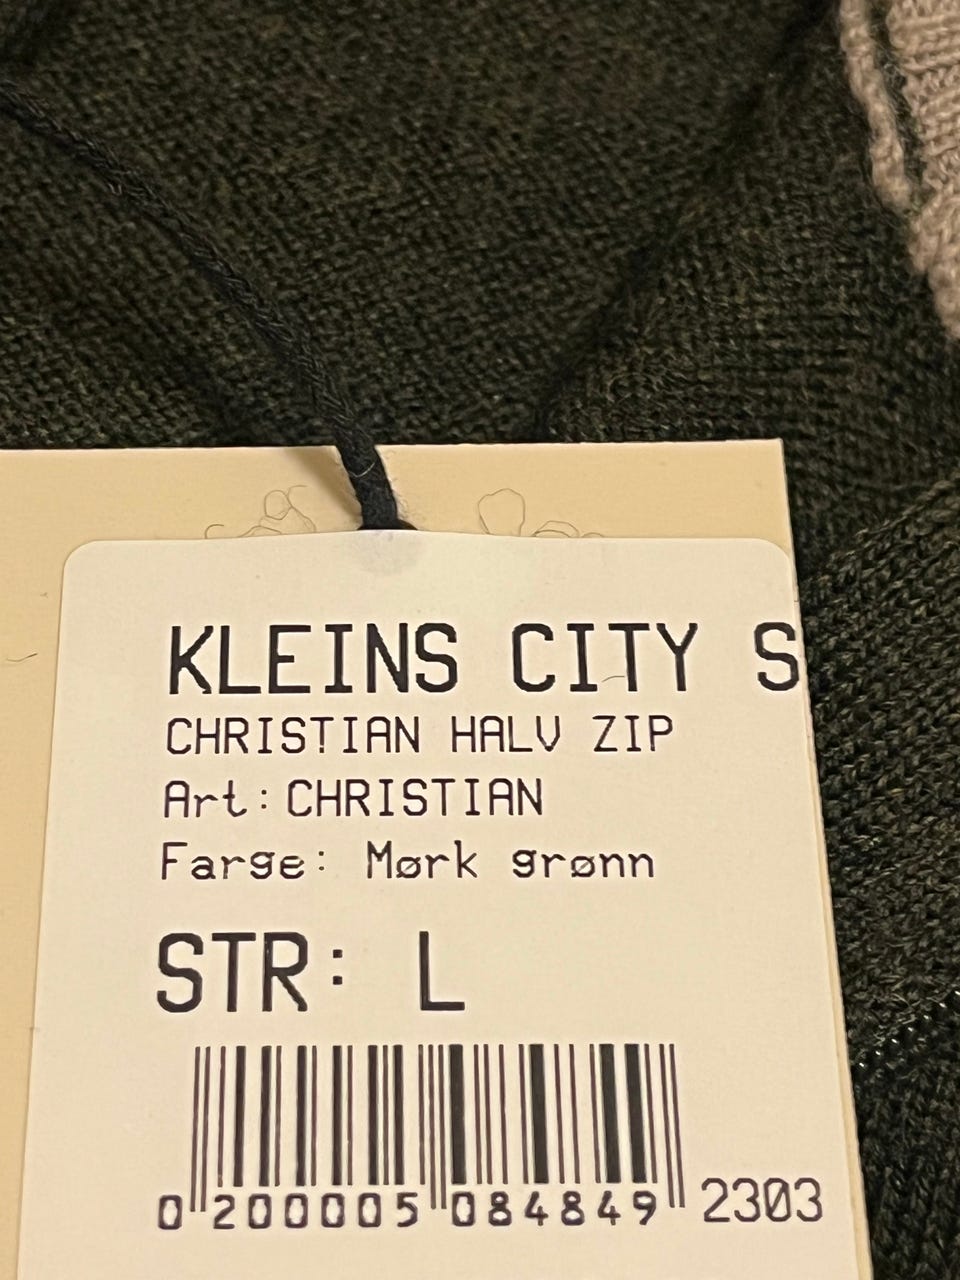 KLEINS CITY S
CHRISTIAN HALV ZIP
Art: CHRISTIAN
Farge: Mørk grønn
STR: L
0 200005 084849 2303